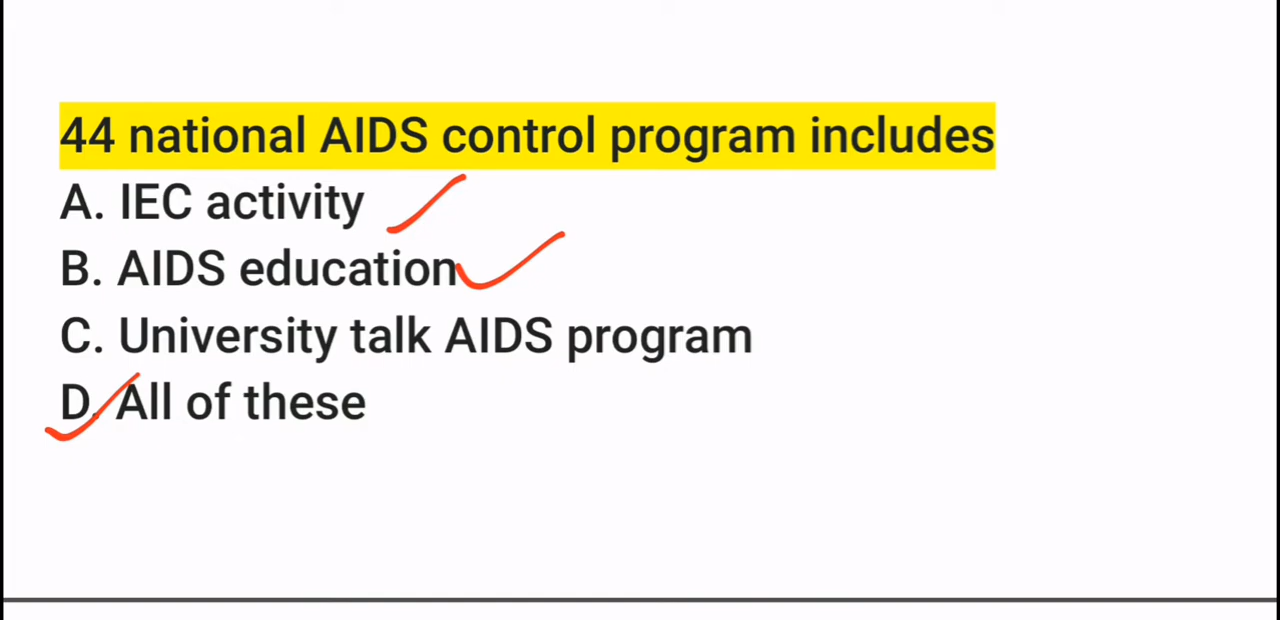 44 national AIDS control program includes
A. IEC activity
B. AIDS education
C. University talk AIDS program
D. All of these